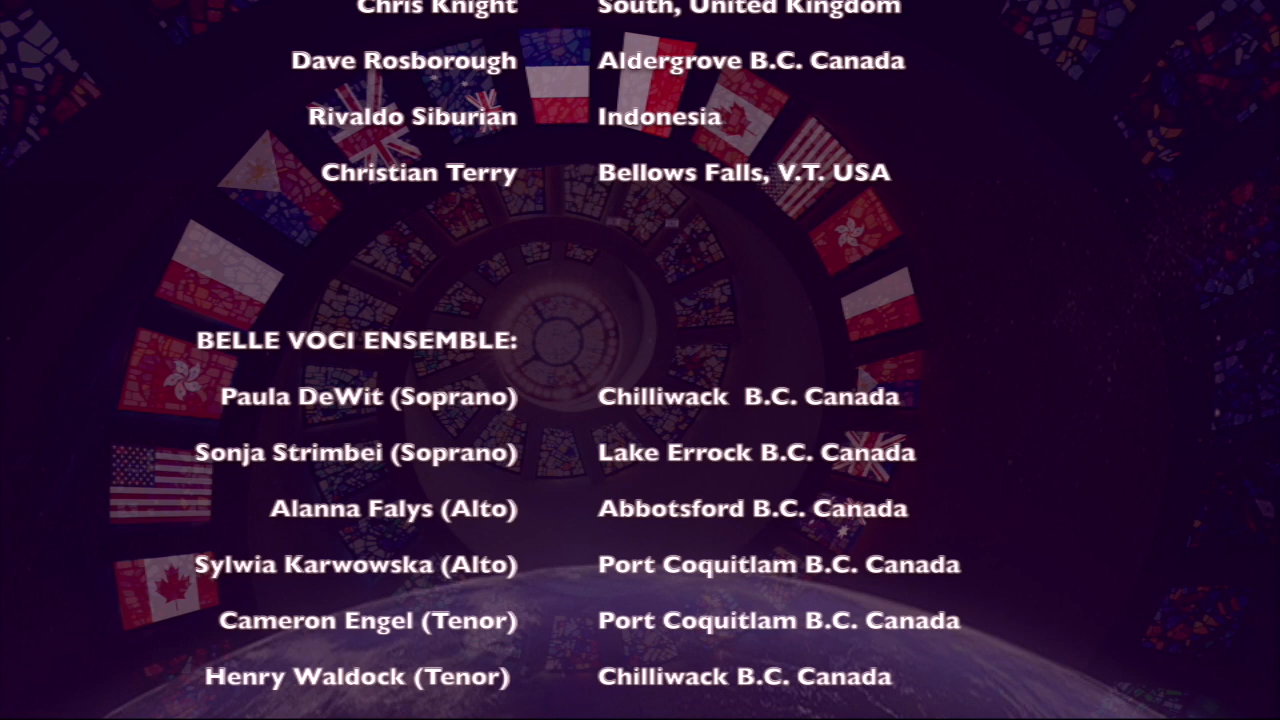 Chris Knight South, United Kingdom
Dave Rosborough Aldergrove B.C. Canada
Rivaldo Siburian Indonesia
Christian Terry Bellows Falls, V.T. USA
BELLE VOCI ENSEMBLE:
Paula DeWit (Soprano) Chilliwack B.C. Canada
Sonja Strimbei (Soprano) Lake Errock B.C. Canada
Alanna Falys (Alto) Abbotsford B.C. Canada
Sylwia Karwowska (Alto) Port Coquitlam B.C. Canada
Cameron Engel (Tenor) Port Coquitlam B.C. Canada
Henry Waldock (Tenor) Chilliwack B.C. Canada